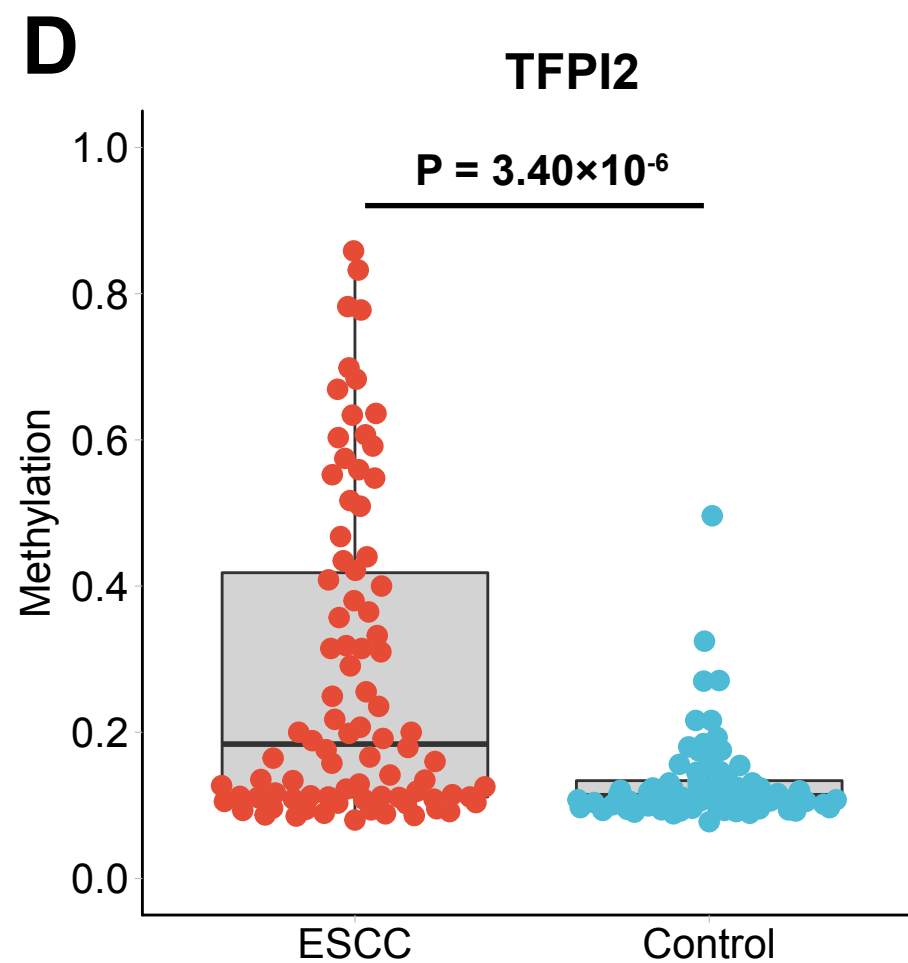 D
TFPI2
P = 3.40×10⁻⁶
1.0
0.8
0.6
0.4
0.2
0.0
Methylation
ESCC Control